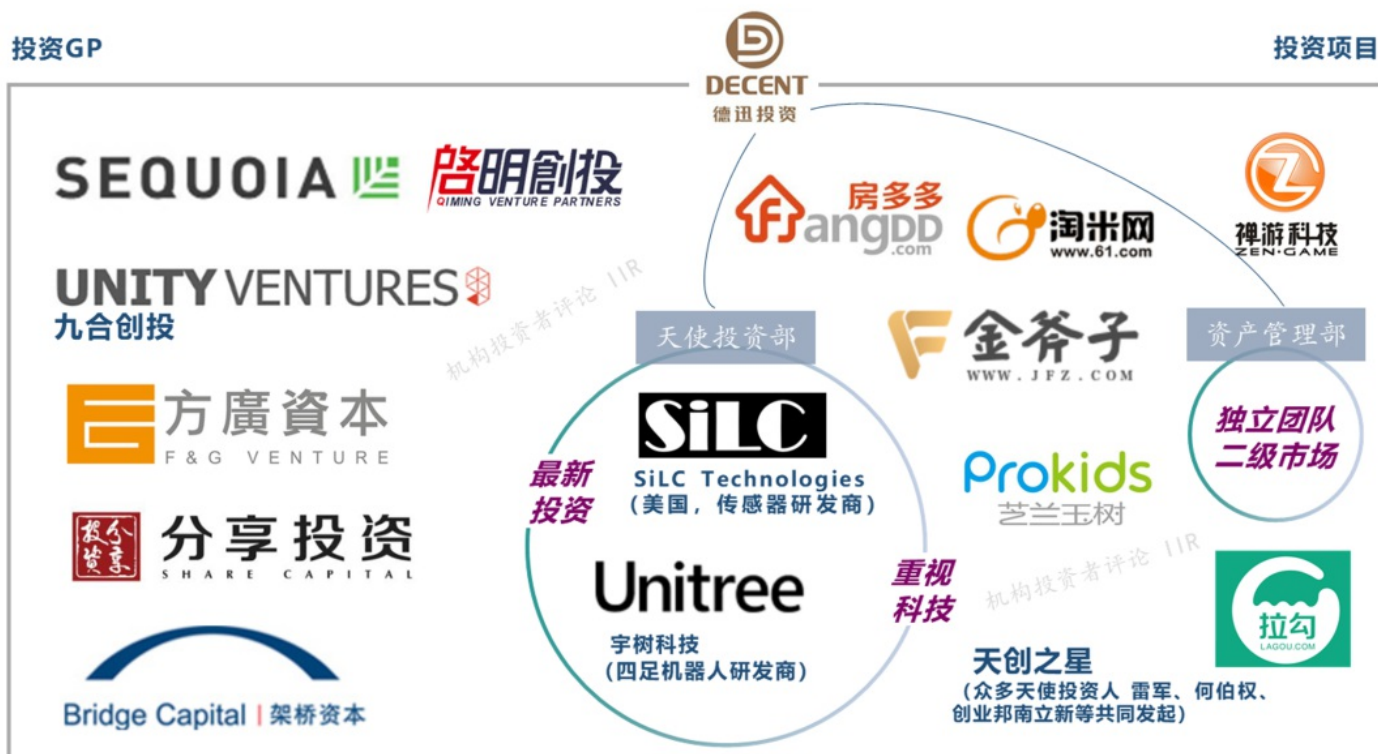 投资GP
DECENT
德迅投资
投资项目
SEQUOIA
啓明創投
QIMING VENTURE PARTNERS
UNITY VENTURES
九合创投
方廣資本
F&G VENTURE
投资 分享
分享投资
SHARE CAPITAL
Bridge Capital | 架桥资本
机构投资者评论 IIR
房多多
FangDD
.com
淘米网
www.61.com
禅游科技
ZEN·GAME
天使投资部
金斧子
WWW.JFZ.COM
资产管理部
SiLC
SiLC Technologies
(美国，传感器研发商)
最新
投资
Unitree
宇树科技
(四足机器人研发商)
重视
科技
Prokids
芝兰玉树
独立团队
二级市场
机构投资者评论 IIR
拉勾
LAGOU.COM
天创之星
(众多天使投资人 雷军、何伯权、
创业邦南立新等共同发起)